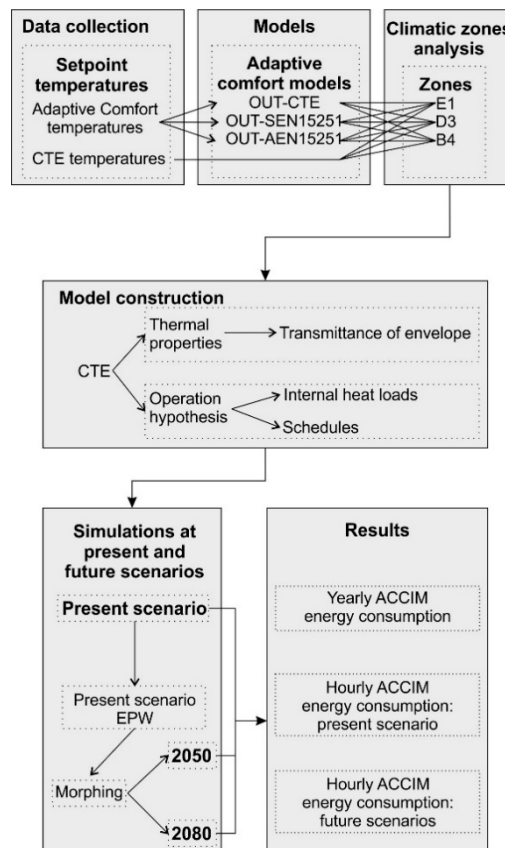 Data collection
Setpoint
temperatures
Adaptive Comfort
temperatures
CTE temperatures
Models
Adaptive
comfort models
OUT-CTE
OUT-SEN15251
OUT-AEN15251
Climatic zones
analysis
Zones
E1
D3
B4
Model construction
CTE
Thermal
properties
Transmittance of envelope
Operation
hypothesis
Internal heat loads
Schedules
Simulations at
present and
future scenarios
Present scenario
Present scenario
EPW
Morphing
2050
2080
Results
Yearly ACCIM
energy consumption
Hourly ACCIM
energy consumption:
present scenario
Hourly ACCIM
energy consumption:
future scenarios